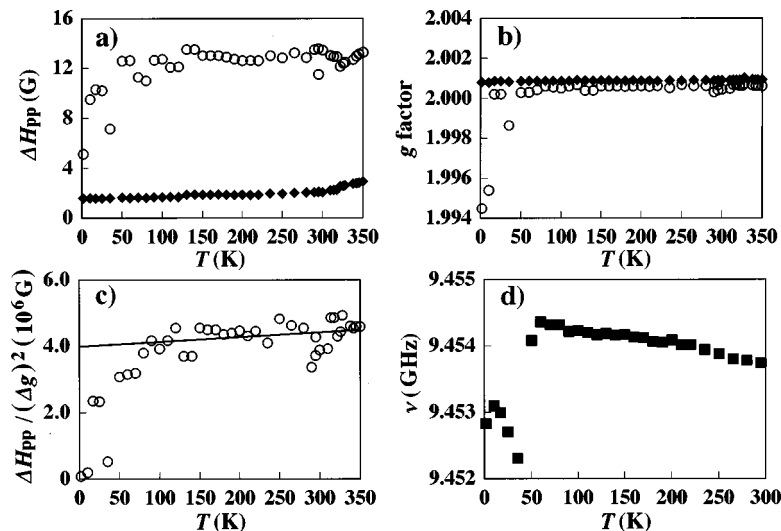 a)
16
12
8
4
0
ΔHpp (G)
0 50 100 150 200 250 300 350
T (K)
b)
2.004
2.002
2.000
1.998
1.996
1.994
g factor
0 50 100 150 200 250 300 350
T (K)
c)
6.0
4.0
2.0
0
ΔHpp / (Δg)² (10⁶G)
0 50 100 150 200 250 300 350
T (K)
d)
9.455
9.454
9.453
9.452
ν (GHz)
0 50 100 150 200 250 300
T (K)